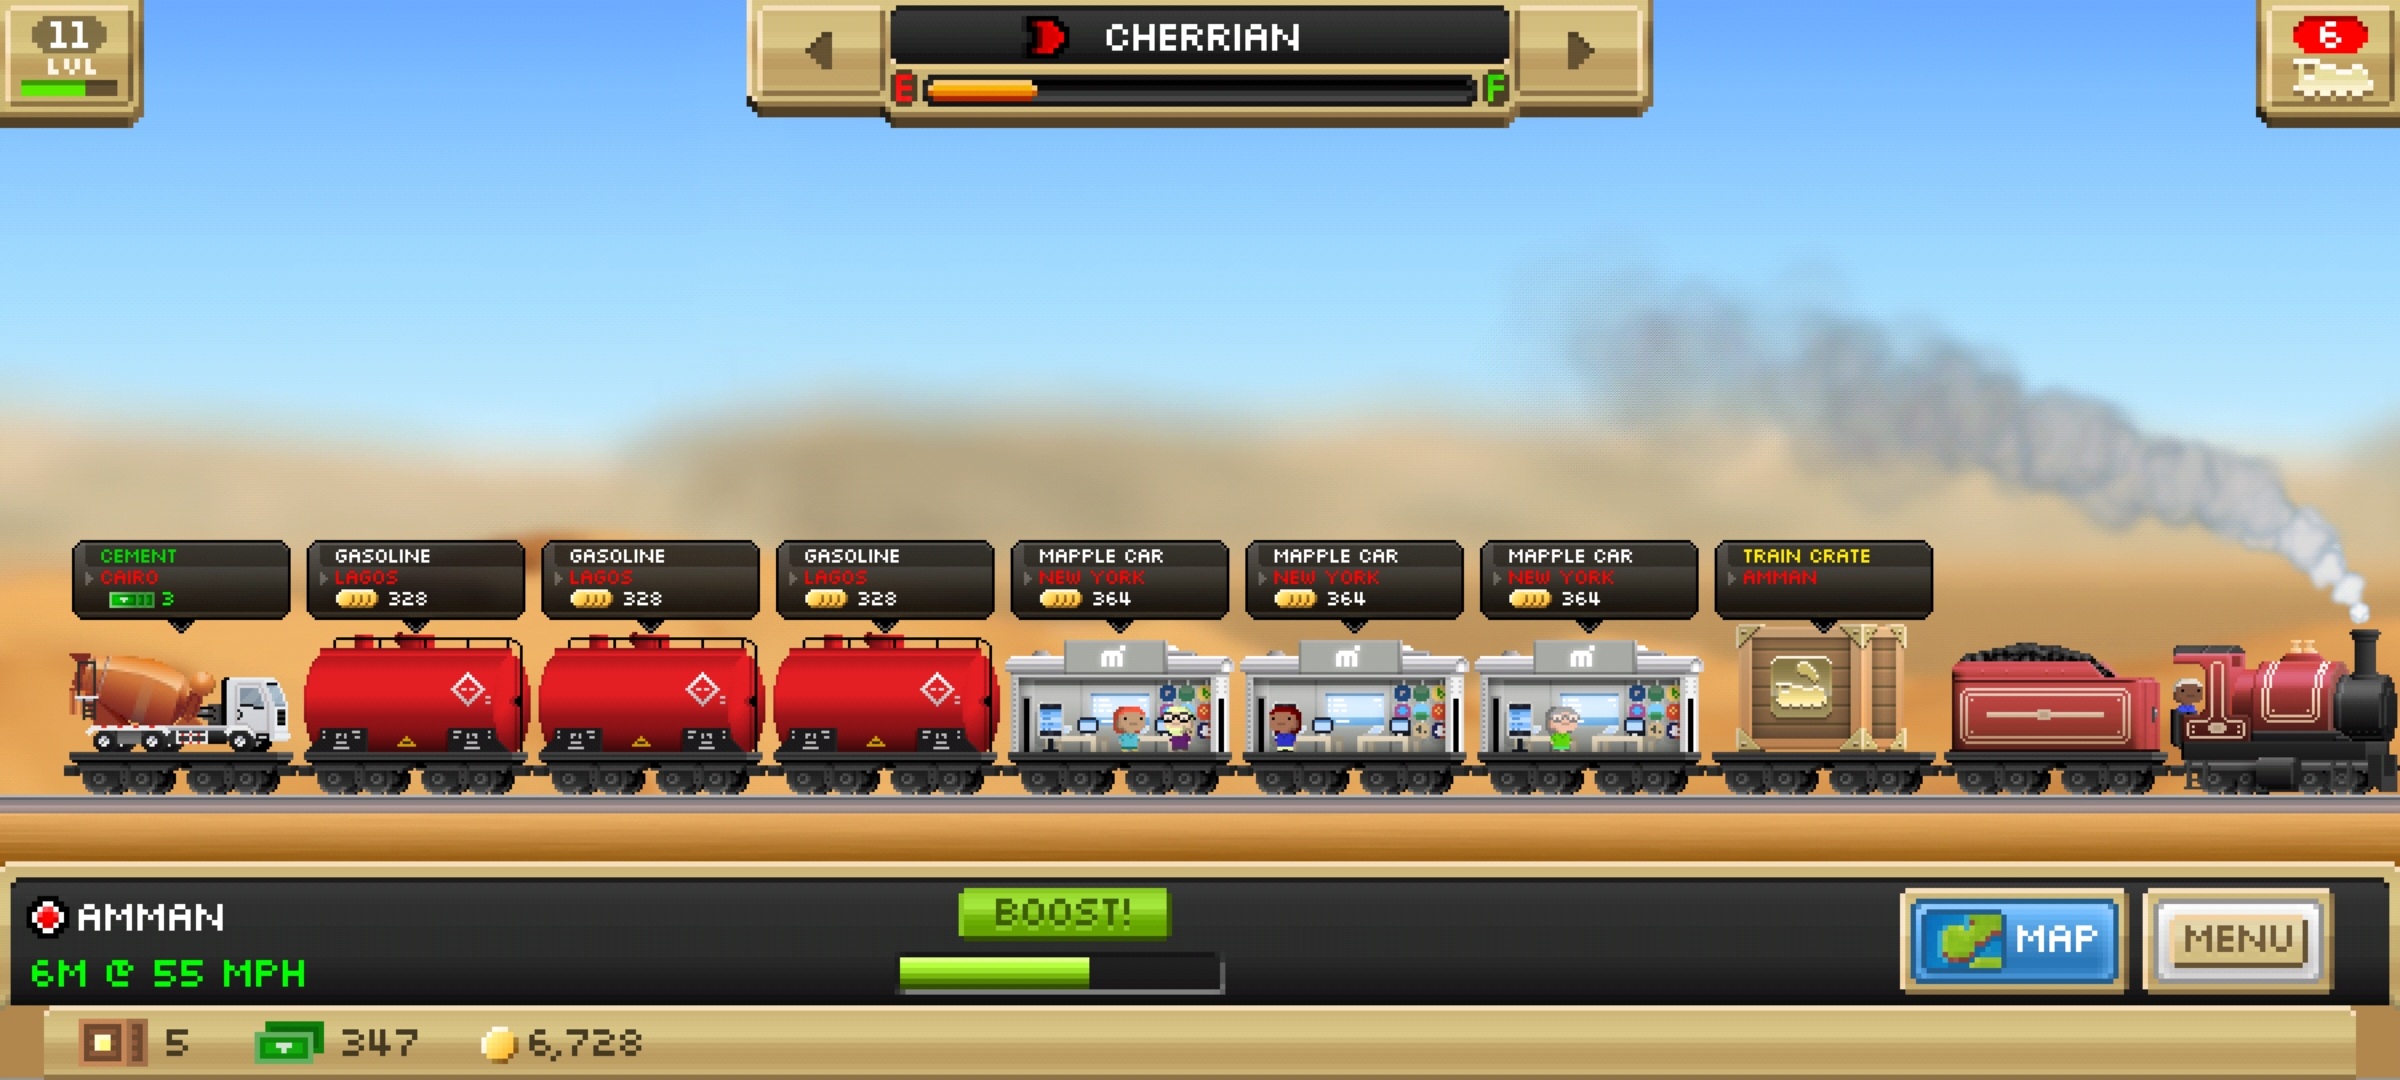 11
LVL
CHERRIAN
E
F
6
CEMENT
CAIRO
3
GASOLINE
LAGOS
328
GASOLINE
LAGOS
328
GASOLINE
LAGOS
328
MAPPLE CAR
NEW YORK
364
MAPPLE CAR
NEW YORK
364
MAPPLE CAR
NEW YORK
364
TRAIN CRATE
AMMAN
m
m
m
AMMAN
6M @ 55 MPH
BOOST!
MAP
MENU
5
347
6,728